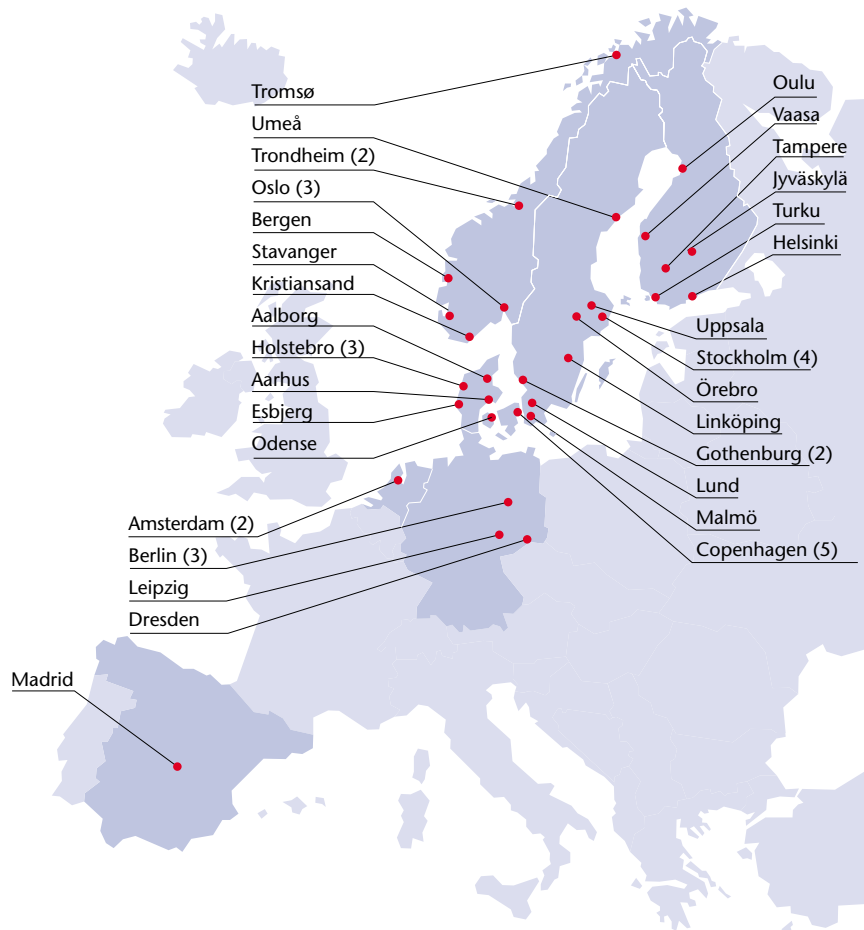 Tromsø
Umeå
Trondheim (2)
Oslo (3)
Bergen
Stavanger
Kristiansand
Aalborg
Holstebro (3)
Aarhus
Esbjerg
Odense
Amsterdam (2)
Berlin (3)
Leipzig
Dresden
Madrid
Oulu
Vaasa
Tampere
Jyväskylä
Turku
Helsinki
Uppsala
Stockholm (4)
Örebro
Linköping
Gothenburg (2)
Lund
Malmö
Copenhagen (5)